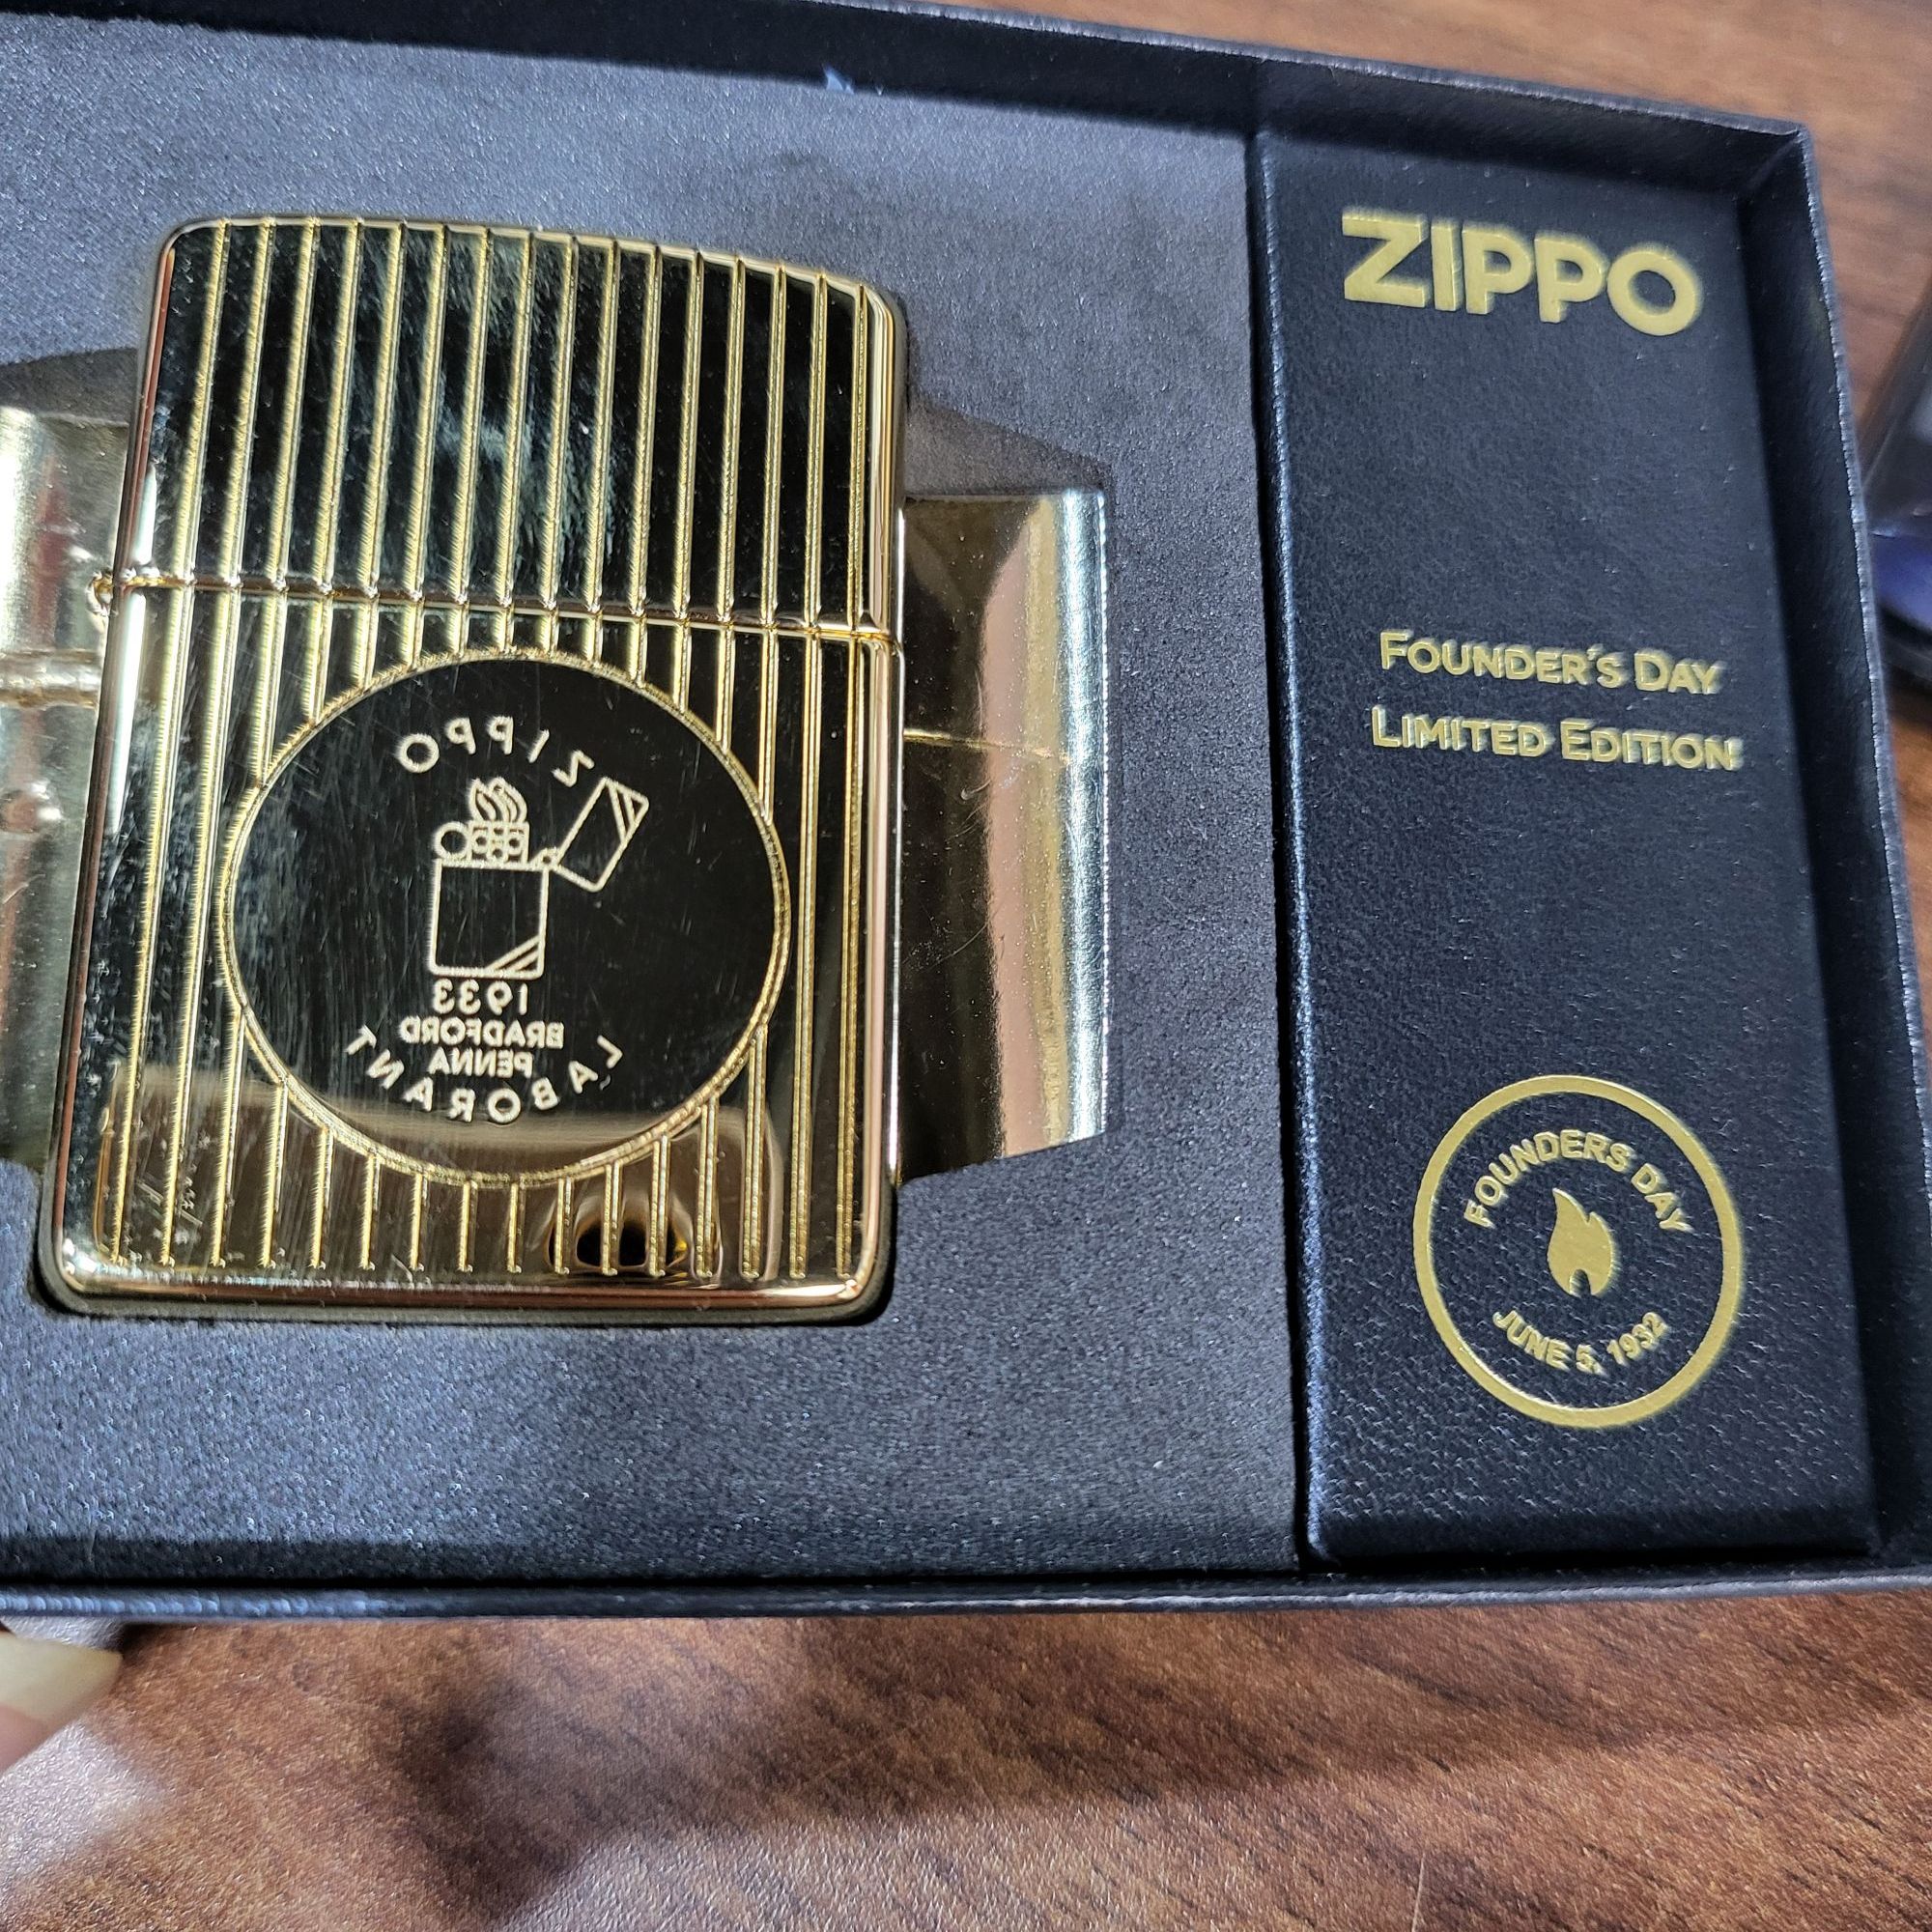 ZIPPO
1933
BRADFORD
PENNA
LABORANT
ZIPPO
FOUNDER'S DAY
LIMITED EDITION
FOUNDERS DAY
JUNE 5, 1932